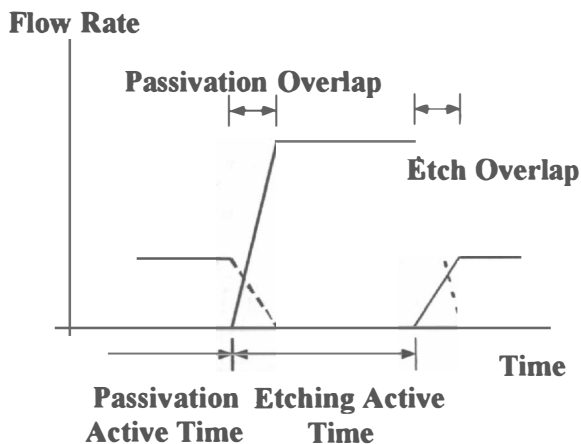 Flow Rate
Passivation Overlap
Etch Overlap
Time
Passivation
Active Time
Etching Active
Time